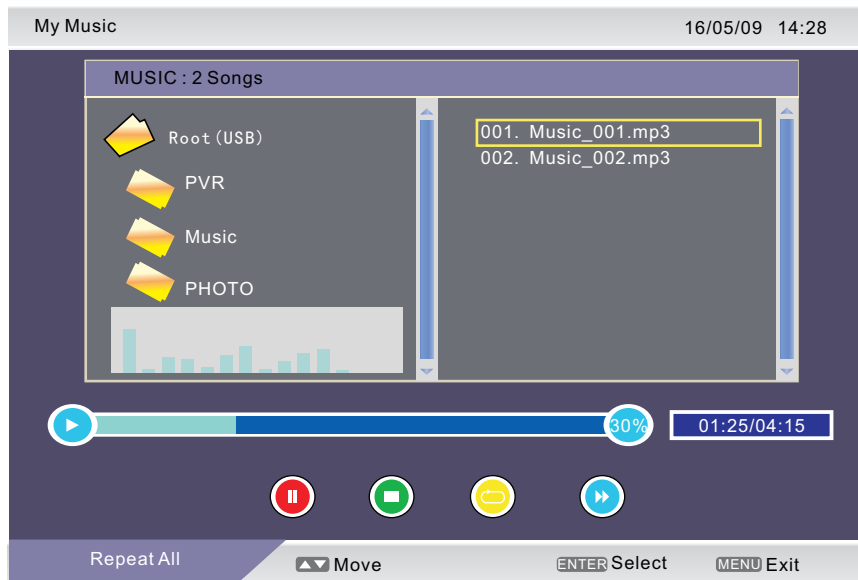 My Music 16/05/09 14:28
MUSIC : 2 Songs
Root(USB)
PVR
Music
PHOTO
001. Music_001.mp3
002. Music_002.mp3
30% 01:25/04:15
Repeat All Move ENTER Select MENU Exit